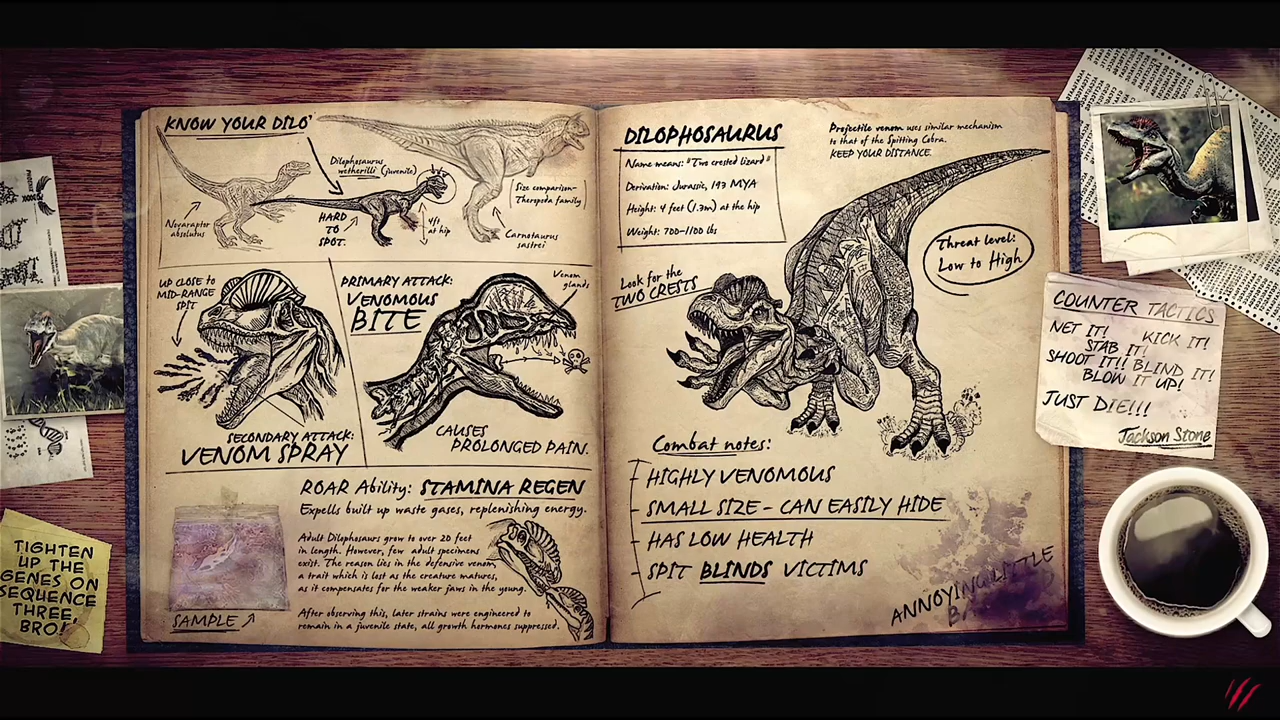 KNOW YOUR DILO'
Dilophosaurus
wetherilli (juvenile)
HARD
TO
SPOT.
4ft
at hip
Size comparison-
Theropoda family
Novaraptor
absolutus
Carnotaurus
sastrei
UP CLOSE TO
MID-RANGE
SPIT
SECONDARY ATTACK:
VENOM SPRAY
PRIMARY ATTACK:
VENOMOUS
BITE
Venom
glands
CAUSES
PROLONGED PAIN.
ROAR Ability: STAMINA REGEN
Expells built up waste gases, replenishing energy.
Adult Dilophosaurs grow to over 20 feet
in length. However, few adult specimens
exist. The reason lies in the defensive venom,
a trait which is lost as the creature matures,
as it compensates for the weaker jaws in the young.
After observing this, later strains were engineered to
remain in a juvenile state, all growth hormones suppressed.
SAMPLE
DILOPHOSAURUS
Name means: "Two crested lizard"
Derivation: Jurassic, 193 MYA
Height: 4 feet (1.3m) at the hip
Weight: 700-1100 lbs
Projectile venom uses similar mechanism
to that of the Spitting Cobra.
KEEP YOUR DISTANCE.
Look for the
TWO CRESTS
Threat level:
Low to High
Combat notes:
- HIGHLY VENOMOUS
- SMALL SIZE - CAN EASILY HIDE
- HAS LOW HEALTH
- SPIT BLINDS VICTIMS
ANNOYING LITTLE
COUNTER TACTICS
NET IT! KICK IT!
STAB IT!
SHOOT IT!! BLIND IT!
BLOW IT UP!
JUST DIE!!!
Jackson Stone
TIGHTEN
UP THE
GENES ON
SEQUENCE
THREE,
BRO!